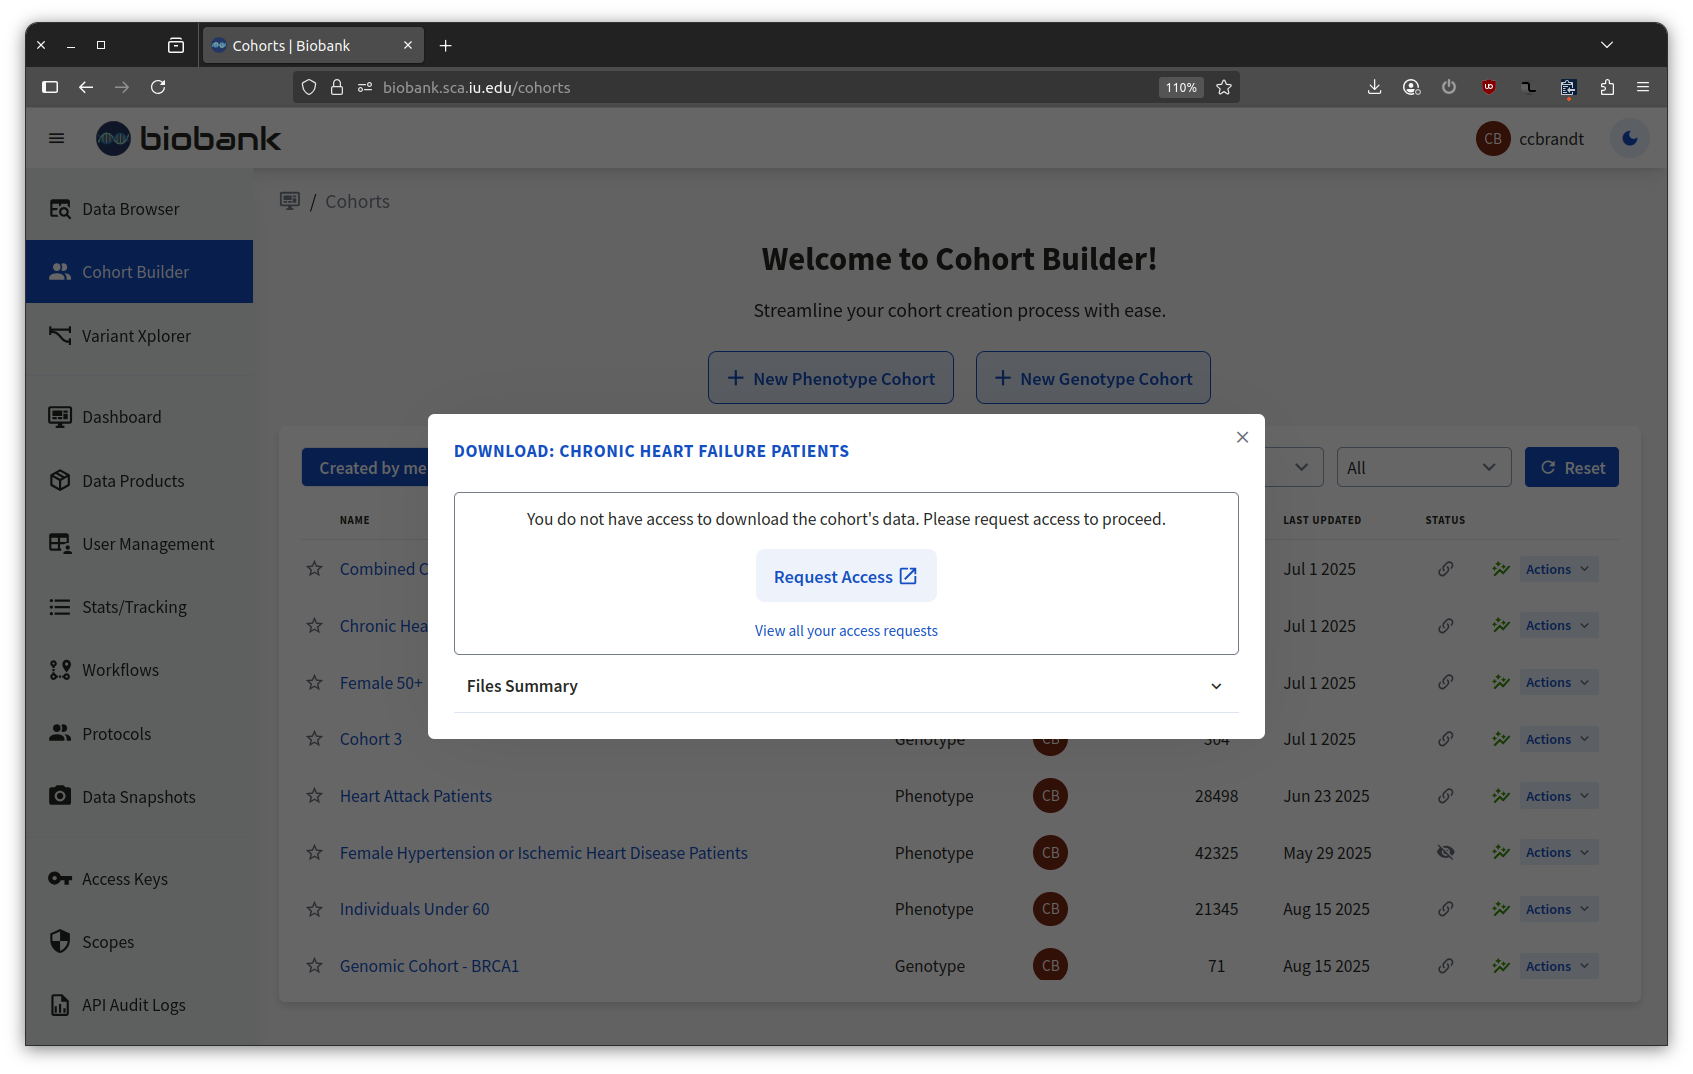 Cohorts | Biobank
biobank.sca.iu.edu/cohorts
110%
biobank
CB
ccbrandt
Data Browser
Cohort Builder
Variant Xplorer
Dashboard
Data Products
User Management
Stats/Tracking
Workflows
Protocols
Data Snapshots
Access Keys
Scopes
API Audit Logs
/ Cohorts
Welcome to Cohort Builder!
Streamline your cohort creation process with ease.
New Phenotype Cohort
New Genotype Cohort
Created by me
All
Reset
NAME
LAST UPDATED
STATUS
Combined C
Jul 1 2025
Actions
Chronic Hea
Jul 1 2025
Actions
Female 50+
Jul 1 2025
Actions
Cohort 3
Genotype
CB
304
Jul 1 2025
Actions
Heart Attack Patients
Phenotype
CB
28498
Jun 23 2025
Actions
Female Hypertension or Ischemic Heart Disease Patients
Phenotype
CB
42325
May 29 2025
Actions
Individuals Under 60
Phenotype
CB
21345
Aug 15 2025
Actions
Genomic Cohort - BRCA1
Genotype
CB
71
Aug 15 2025
Actions
DOWNLOAD: CHRONIC HEART FAILURE PATIENTS
You do not have access to download the cohort's data. Please request access to proceed.
Request Access
View all your access requests
Files Summary